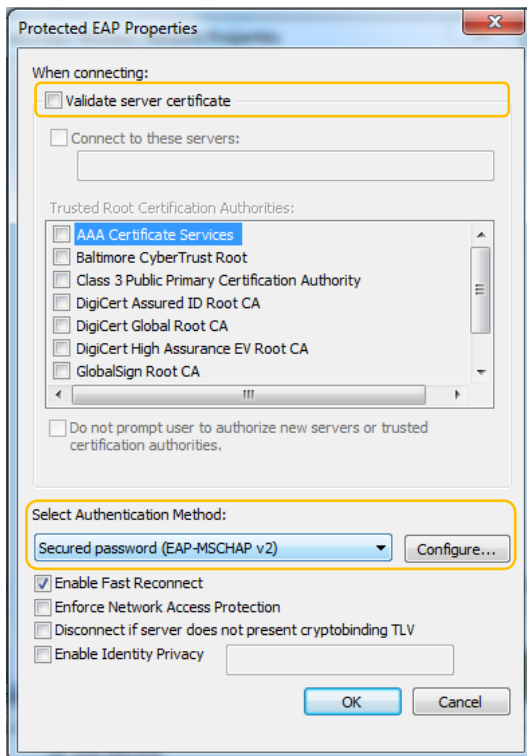 Protected EAP Properties
When connecting:
Validate server certificate
Connect to these servers:
Trusted Root Certification Authorities:
AAA Certificate Services
Baltimore CyberTrust Root
Class 3 Public Primary Certification Authority
DigiCert Assured ID Root CA
DigiCert Global Root CA
DigiCert High Assurance EV Root CA
GlobalSign Root CA
Do not prompt user to authorize new servers or trusted
certification authorities.
Select Authentication Method:
Secured password (EAP-MSCHAP v2) Configure...
Enable Fast Reconnect
Enforce Network Access Protection
Disconnect if server does not present cryptobinding TLV
Enable Identity Privacy
OK Cancel